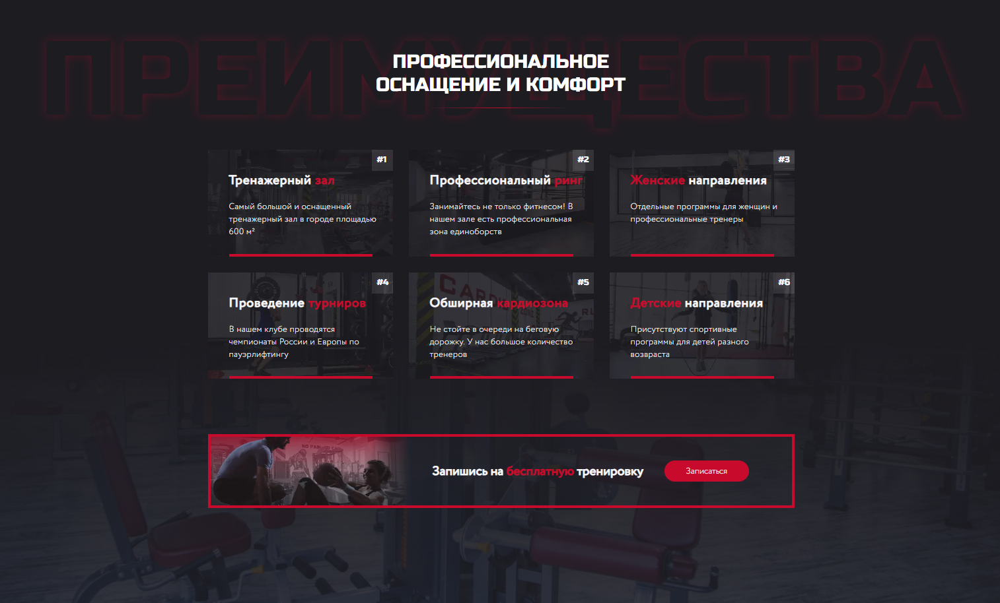 ПРЕИМУЩЕСТВА
ПРОФЕССИОНАЛЬНОЕ
ОСНАЩЕНИЕ И КОМФОРТ
#1
Тренажерный зал
Самый большой и оснащенный
тренажерный зал в городе площадью
600 м²
#2
Профессиональный ринг
Занимайтесь не только фитнесом! В
нашем зале есть профессиональная
зона единоборств
#3
Женские направления
Отдельные программы для женщин и
профессиональные тренеры
#4
Проведение турниров
В нашем клубе проводятся
чемпионаты России и Европы по
пауэрлифтингу
#5
Обширная кардиозона
Не стойте в очереди на беговую
дорожку. У нас большое количество
тренеров
#6
Детские направления
Присутствуют спортивные
программы для детей разного
возвраста
Запишись на бесплатную тренировку
Записаться